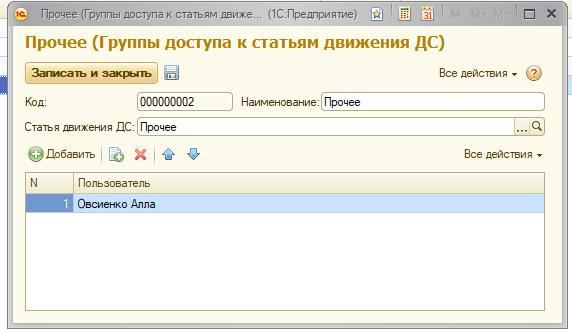 Прочее (Группы доступа к статьям движе... (1С:Предприятие) M M+ M-
Прочее (Группы доступа к статьям движения ДС)
Записать и закрыть Все действия
Код: 000000002 Наименование: Прочее
Статья движения ДС: Прочее ...
Добавить Все действия
N Пользователь
1 Овсиенко Алла